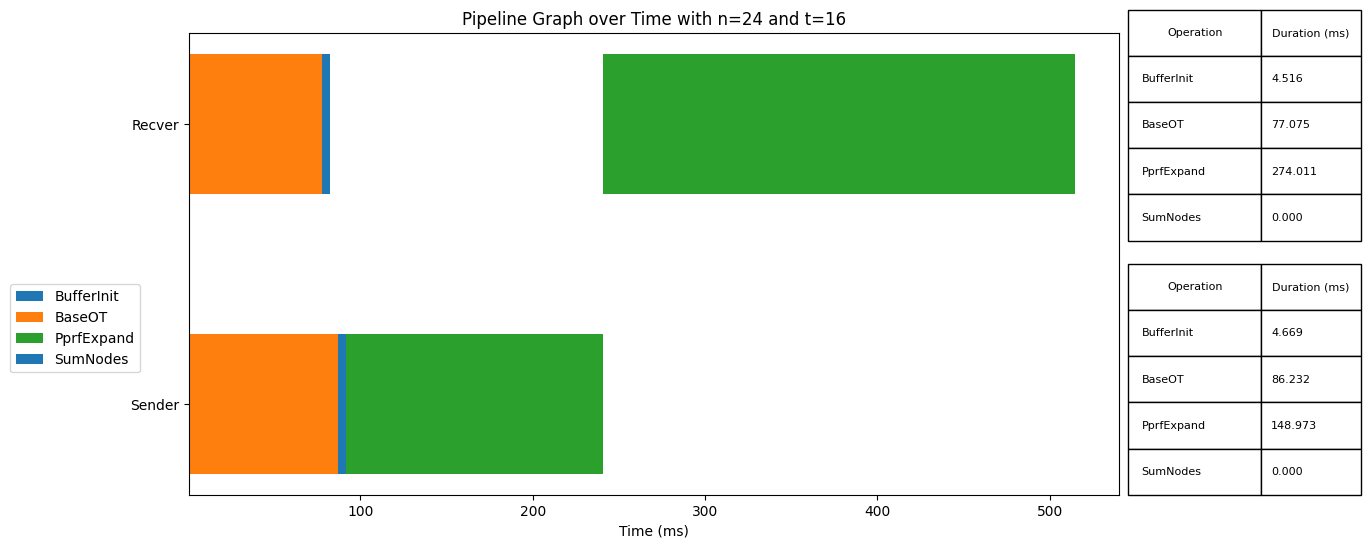 Pipeline Graph over Time with n=24 and t=16
Recver
Sender
BufferInit
BaseOT
PprfExpand
SumNodes
100 200 300 400 500
Time (ms)
Operation Duration (ms)
BufferInit 4.516
BaseOT 77.075
PprfExpand 274.011
SumNodes 0.000
Operation Duration (ms)
BufferInit 4.669
BaseOT 86.232
PprfExpand 148.973
SumNodes 0.000